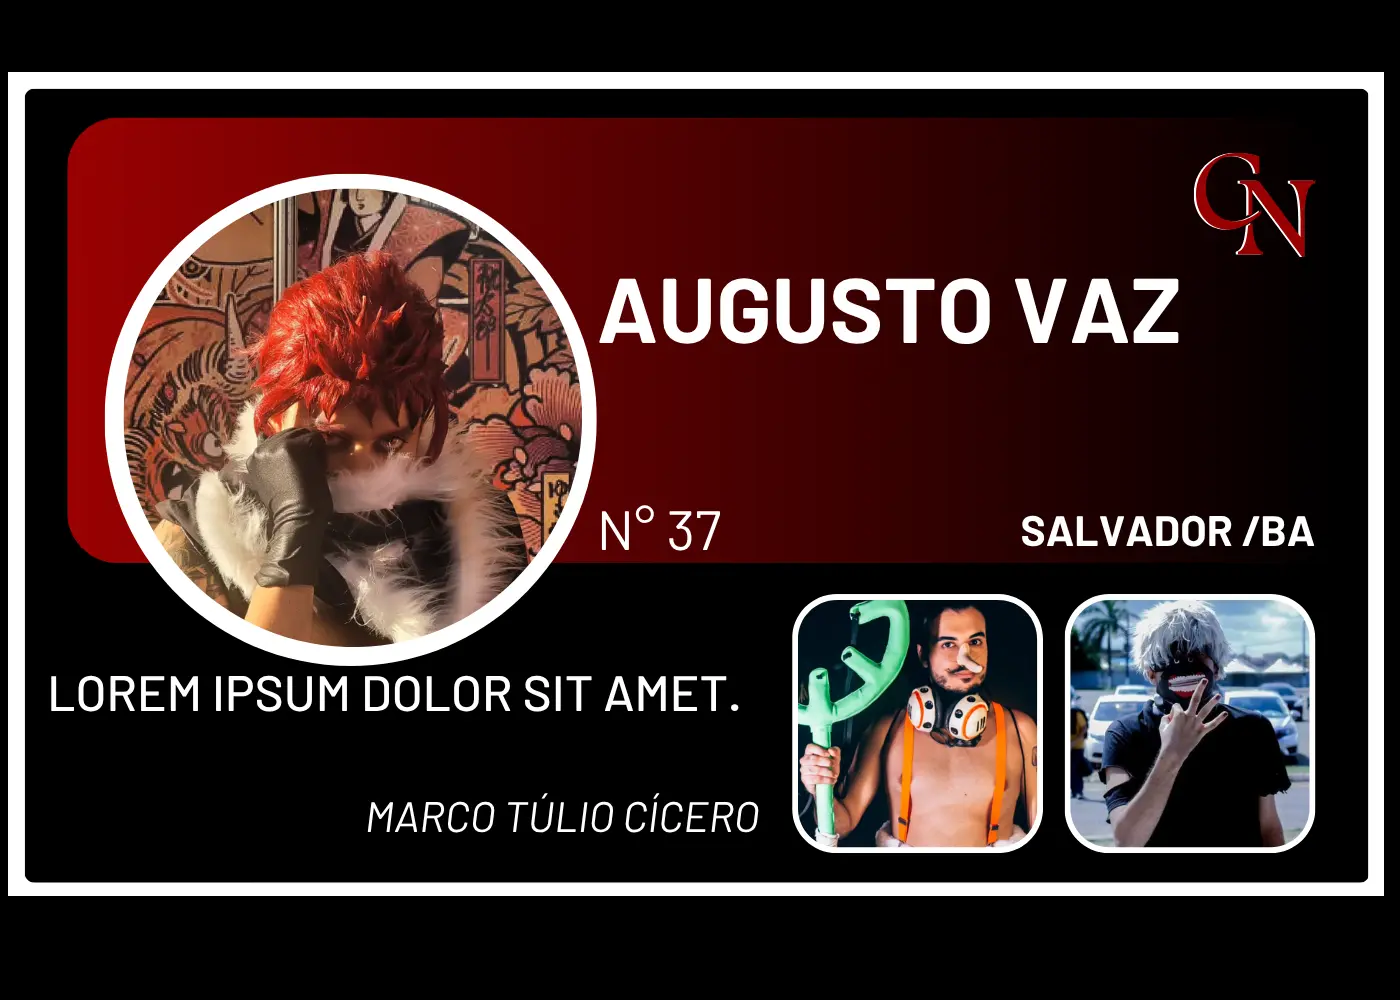 CN
AUGUSTO VAZ
N° 37
SALVADOR /BA
LOREM IPSUM DOLOR SIT AMET.
MARCO TÚLIO CÍCERO